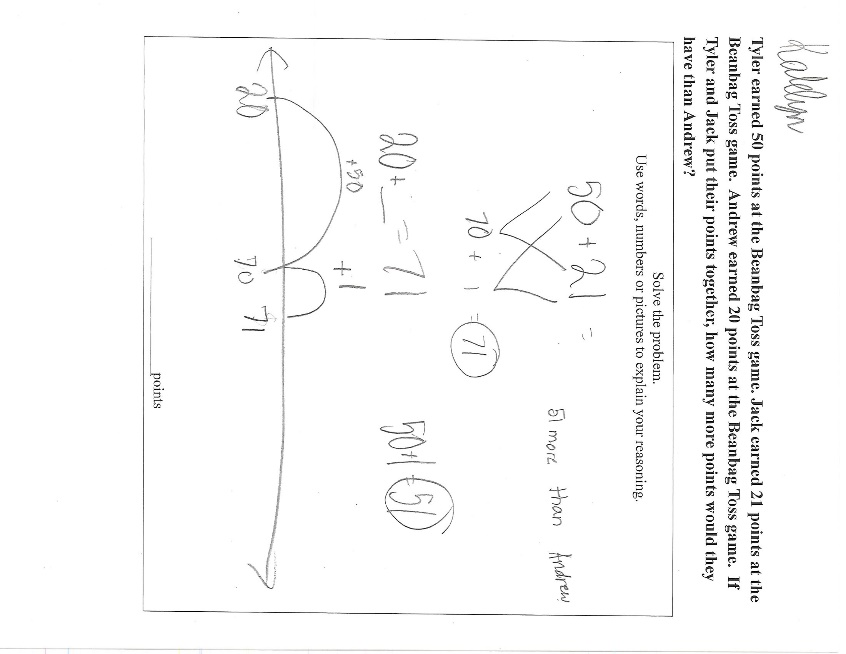 Katelyn
Tyler earned 50 points at the Beanbag Toss game. Jack earned 21 points at the
Beanbag Toss game. Andrew earned 20 points at the Beanbag Toss game. If
Tyler and Jack put their points together, how many more points would they
have than Andrew?
Solve the problem.
Use words, numbers or pictures to explain your reasoning.
50 + 21 =
51 more than Andrew
70 + 1 = 71
20 + __ = 71
50+1=51
+50 +1
20 70 71
__________ points